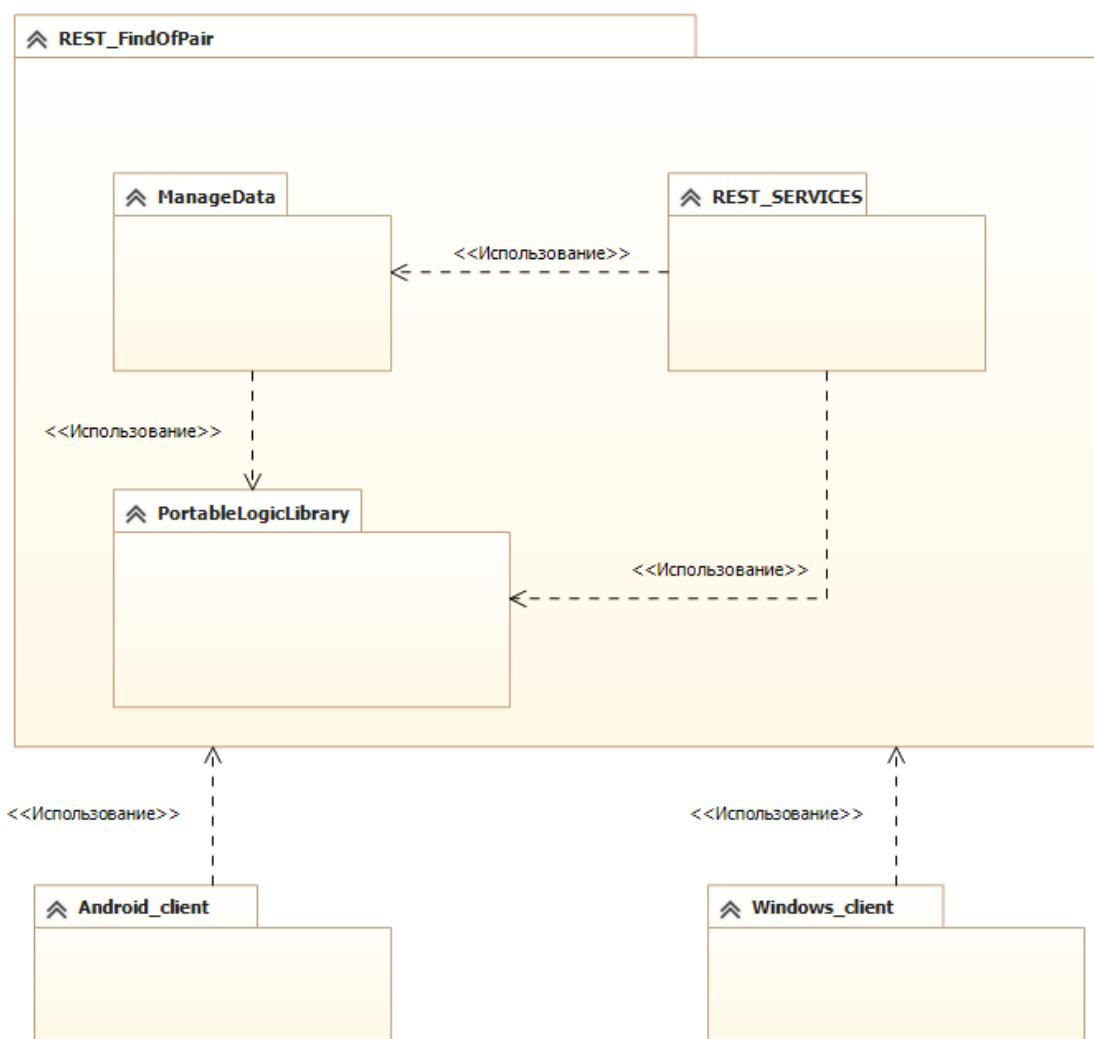 REST_FindOfPair
ManageData
REST_SERVICES
<<Использование>>
<<Использование>>
PortableLogicLibrary
<<Использование>>
<<Использование>>
<<Использование>>
Android_client
Windows_client